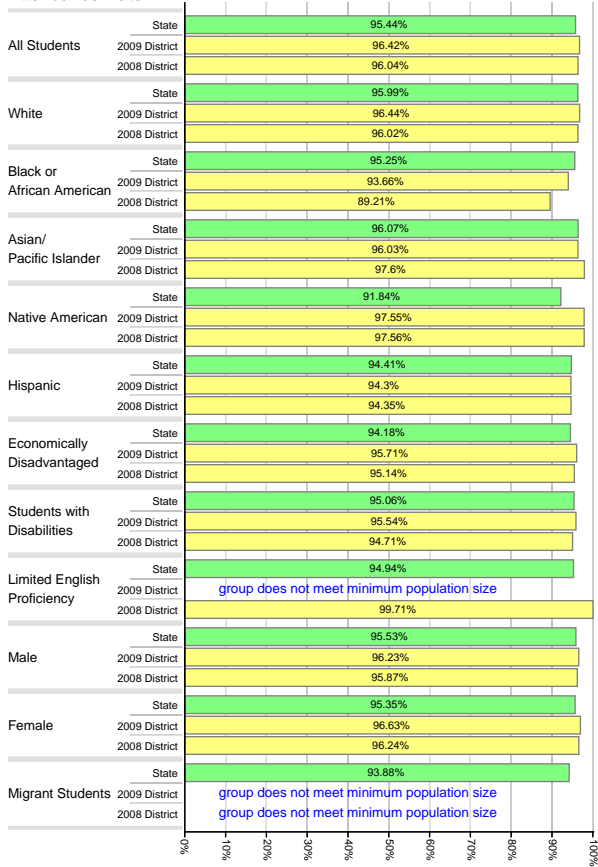 State 95.44%
All Students 2009 District 96.42%
2008 District 96.04%
State 95.99%
White 2009 District 96.44%
2008 District 96.02%
State 95.25%
Black or
African American 2009 District 93.66%
2008 District 89.21%
State 96.07%
Asian/
Pacific Islander 2009 District 96.03%
2008 District 97.6%
State 91.84%
Native American 2009 District 97.55%
2008 District 97.56%
State 94.41%
Hispanic 2009 District 94.3%
2008 District 94.35%
State 94.18%
Economically
Disadvantaged 2009 District 95.71%
2008 District 95.14%
State 95.06%
Students with
Disabilities 2009 District 95.54%
2008 District 94.71%
State 94.94%
Limited English
Proficiency 2009 District group does not meet minimum population size
2008 District 99.71%
State 95.53%
Male 2009 District 96.23%
2008 District 95.87%
State 95.35%
Female 2009 District 96.63%
2008 District 96.24%
State 93.88%
Migrant Students 2009 District group does not meet minimum population size
2008 District group does not meet minimum population size
0% 10% 20% 30% 40% 50% 60% 70% 80% 90% 100%